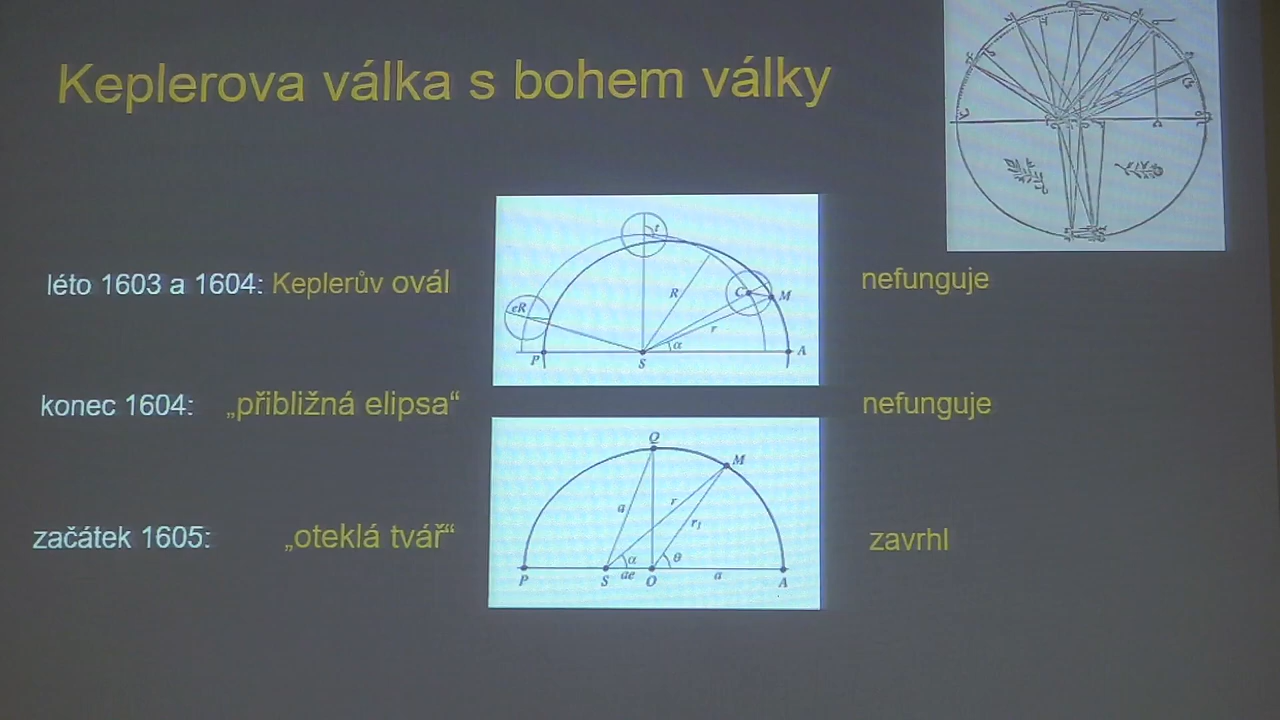 Keplerova válka s bohem války
léto 1603 a 1604: Keplerův ovál
nefunguje
t
eR
R
C
M
r
α
P
S
A
konec 1604: „přibližná elipsa“
nefunguje
Q
M
a
r
r₁
α
θ
P
S
ae
O
a
A
začátek 1605: „oteklá tvář“
zavrhl